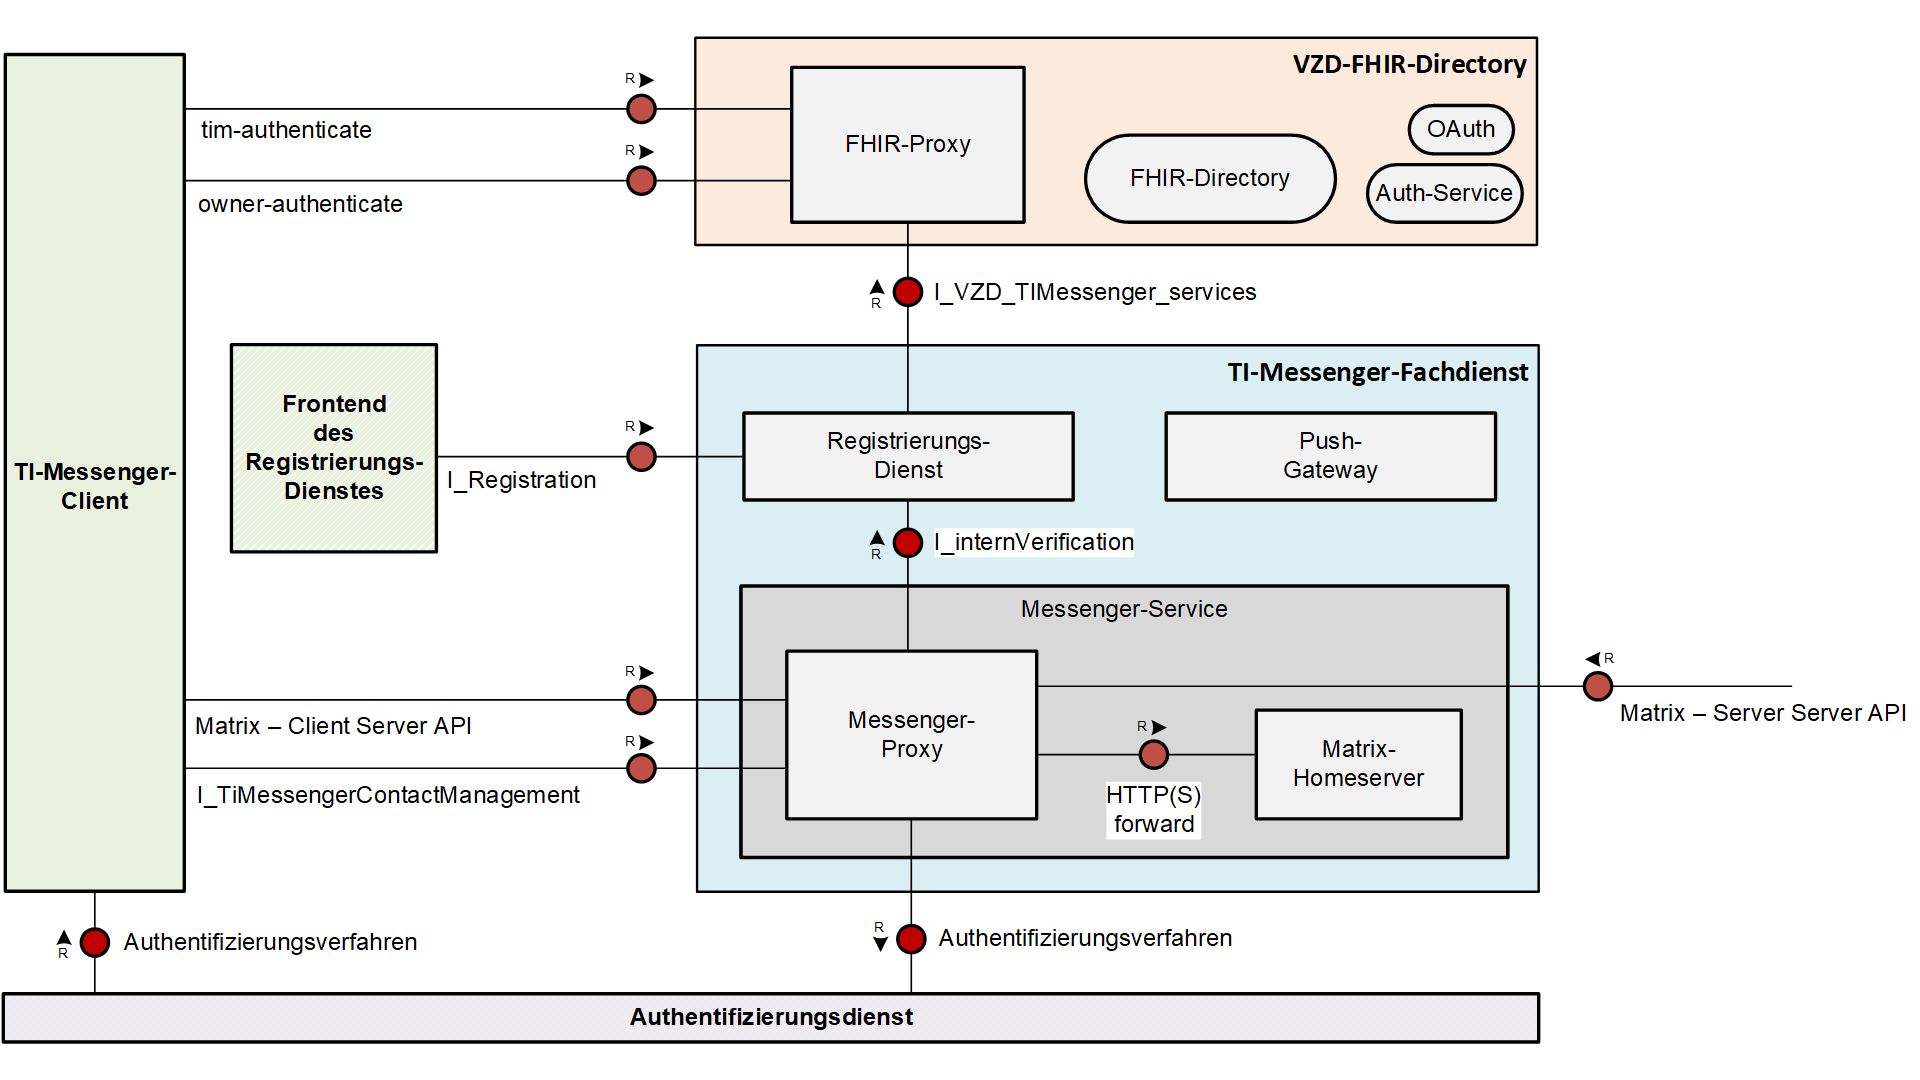 VZD-FHIR-Directory
R
tim-authenticate
FHIR-Proxy
OAuth
R
owner-authenticate
FHIR-Directory
Auth-Service
R
I_VZD_TIMessenger_services
TI-Messenger-Fachdienst
TI-Messenger-
Client
Frontend
des
Registrierungs-
Dienstes
R
I_Registration
Registrierungs-
Dienst
Push-
Gateway
R
I_internVerification
Messenger-Service
R
Matrix – Client Server API
R
I_TiMessengerContactManagement
Messenger-
Proxy
R
HTTP(S)
forward
Matrix-
Homeserver
R
Matrix – Server Server API
R
Authentifizierungsverfahren
R
Authentifizierungsverfahren
Authentifizierungsdienst